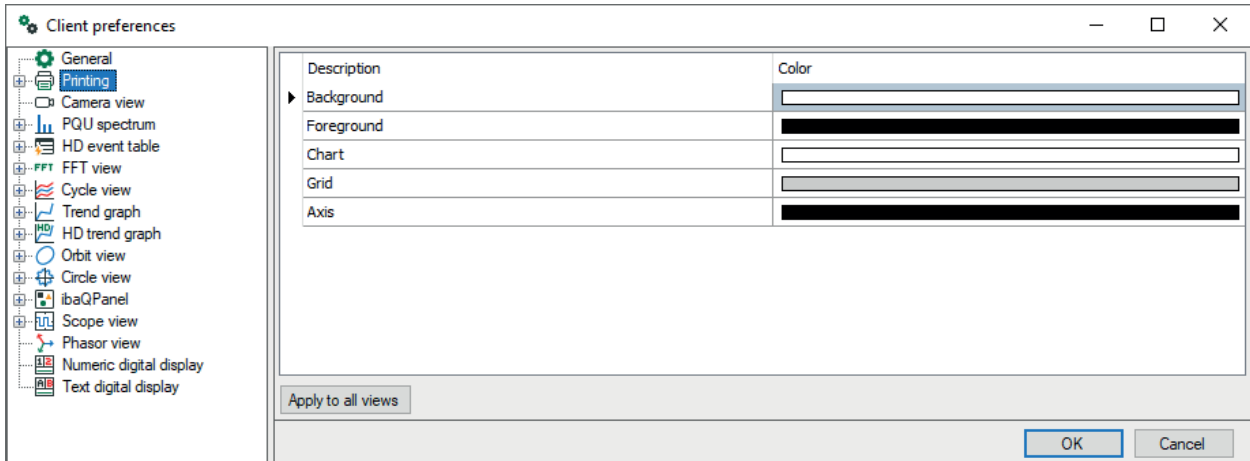 Client preferences
General
Printing
Camera view
PQU spectrum
HD event table
FFT FFT view
Cycle view
Trend graph
HD HD trend graph
Orbit view
Circle view
ibaQPanel
Scope view
Phasor view
12 Numeric digital display
AB Text digital display
Description Color
Background
Foreground
Chart
Grid
Axis
Apply to all views
OK Cancel